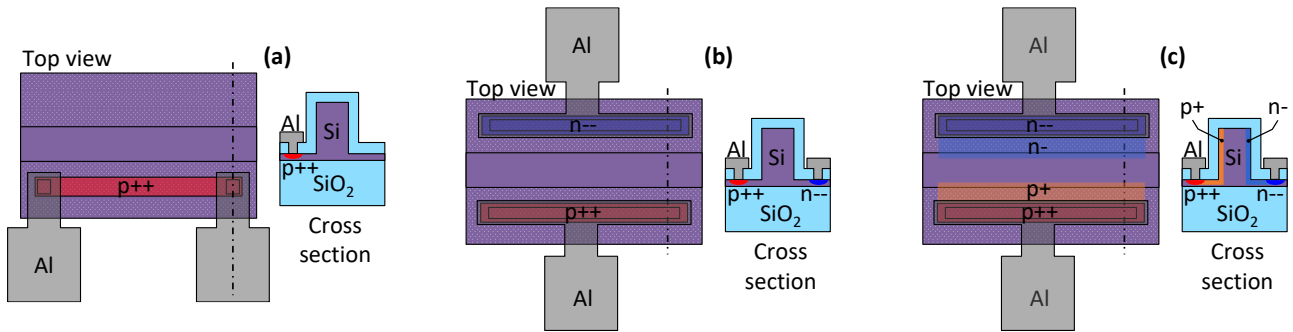 (a)
Top view
Al
Si
p++
p++
SiO2
Al
Cross
section
(b)
Al
Top view
n--
Al
Si
p++
n--
p++
SiO2
Al
Cross
section
(c)
Al
Top view
n--
n-
p+
n-
Al
Si
p+
p++
p++
n--
SiO2
Al
Cross
section